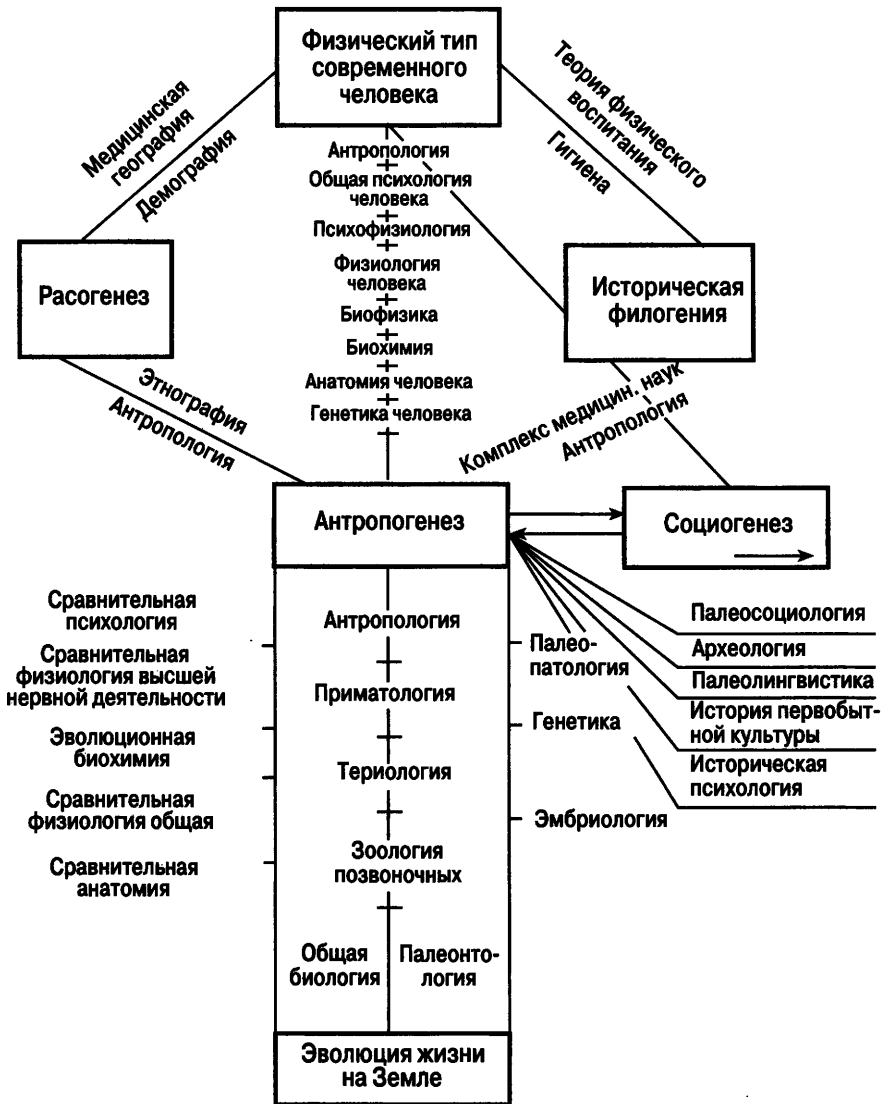 Физический тип
современного
человека
Медицинская
география
Демография
Теория физического
воспитания
Гигиена
Антропология
Общая психология
человека
Психофизиология
Физиология
человека
Биофизика
Биохимия
Анатомия человека
Генетика человека
Расогенез
Историческая
филогения
Этнография
Антропология
Комплекс медицин. наук
Антропология
Антропогенез
Социогенез
Сравнительная
психология
Сравнительная
физиология высшей
нервной деятельности
Эволюционная
биохимия
Сравнительная
физиология общая
Сравнительная
анатомия
Антропология
Приматология
Териология
Зоология
позвоночных
Общая
биология
Палеонто-
логия
Палео-
патология
Генетика
Эмбриология
Палеосоциология
Археология
Палеолингвистика
История первобыт-
ной культуры
Историческая
психология
Эволюция жизни
на Земле